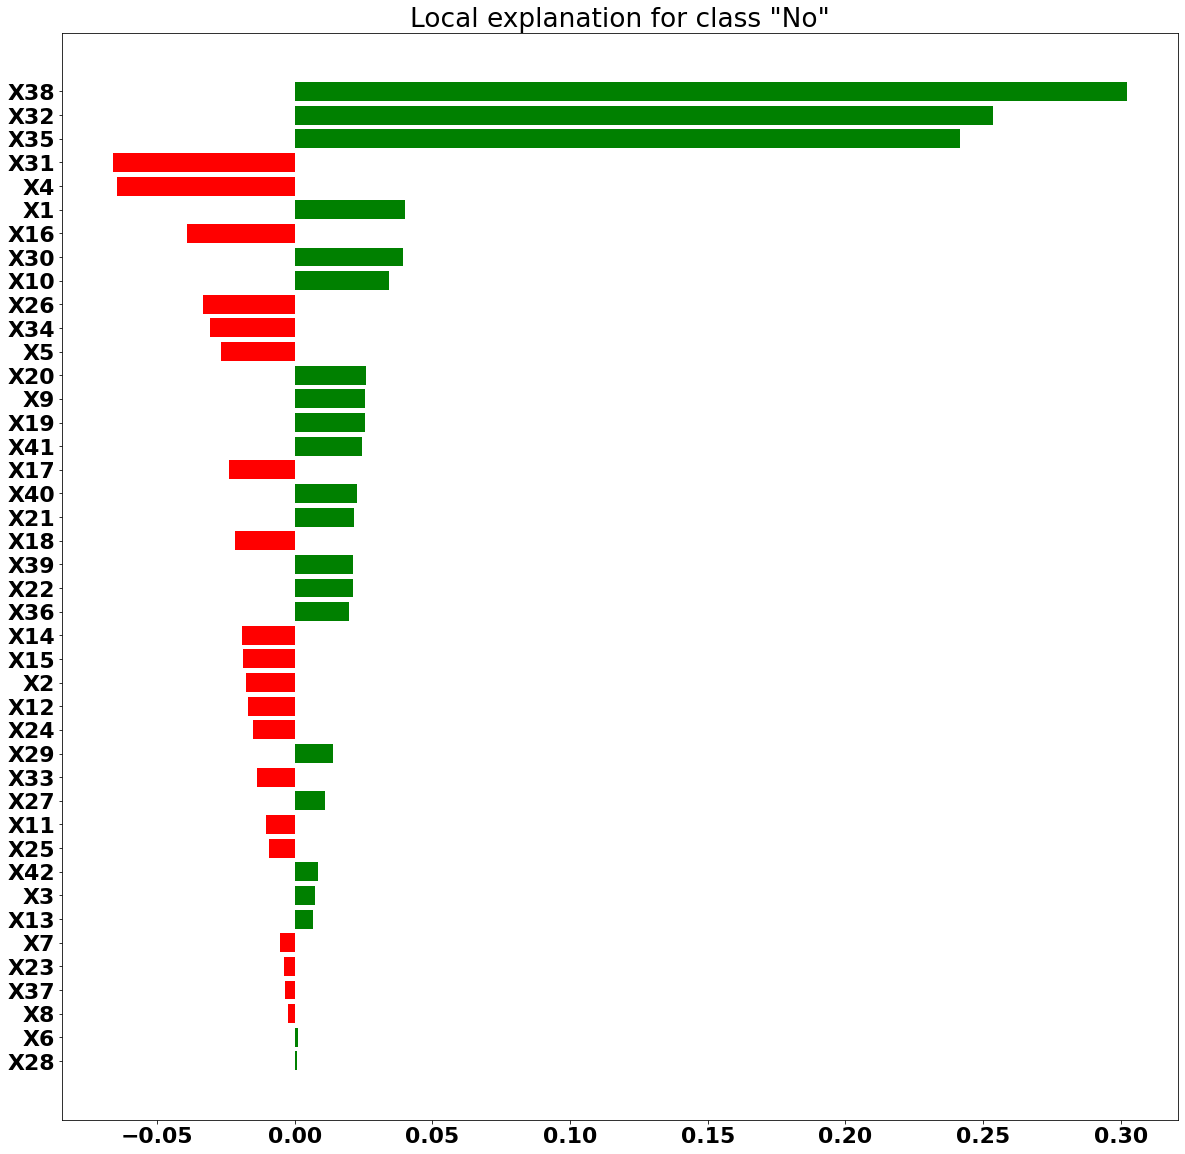 Local explanation for class "No"
X38
X32
X35
X31
X4
X1
X16
X30
X10
X26
X34
X5
X20
X9
X19
X41
X17
X40
X21
X18
X39
X22
X36
X14
X15
X2
X12
X24
X29
X33
X27
X11
X25
X42
X3
X13
X7
X23
X37
X8
X6
X28
−0.05 0.00 0.05 0.10 0.15 0.20 0.25 0.30